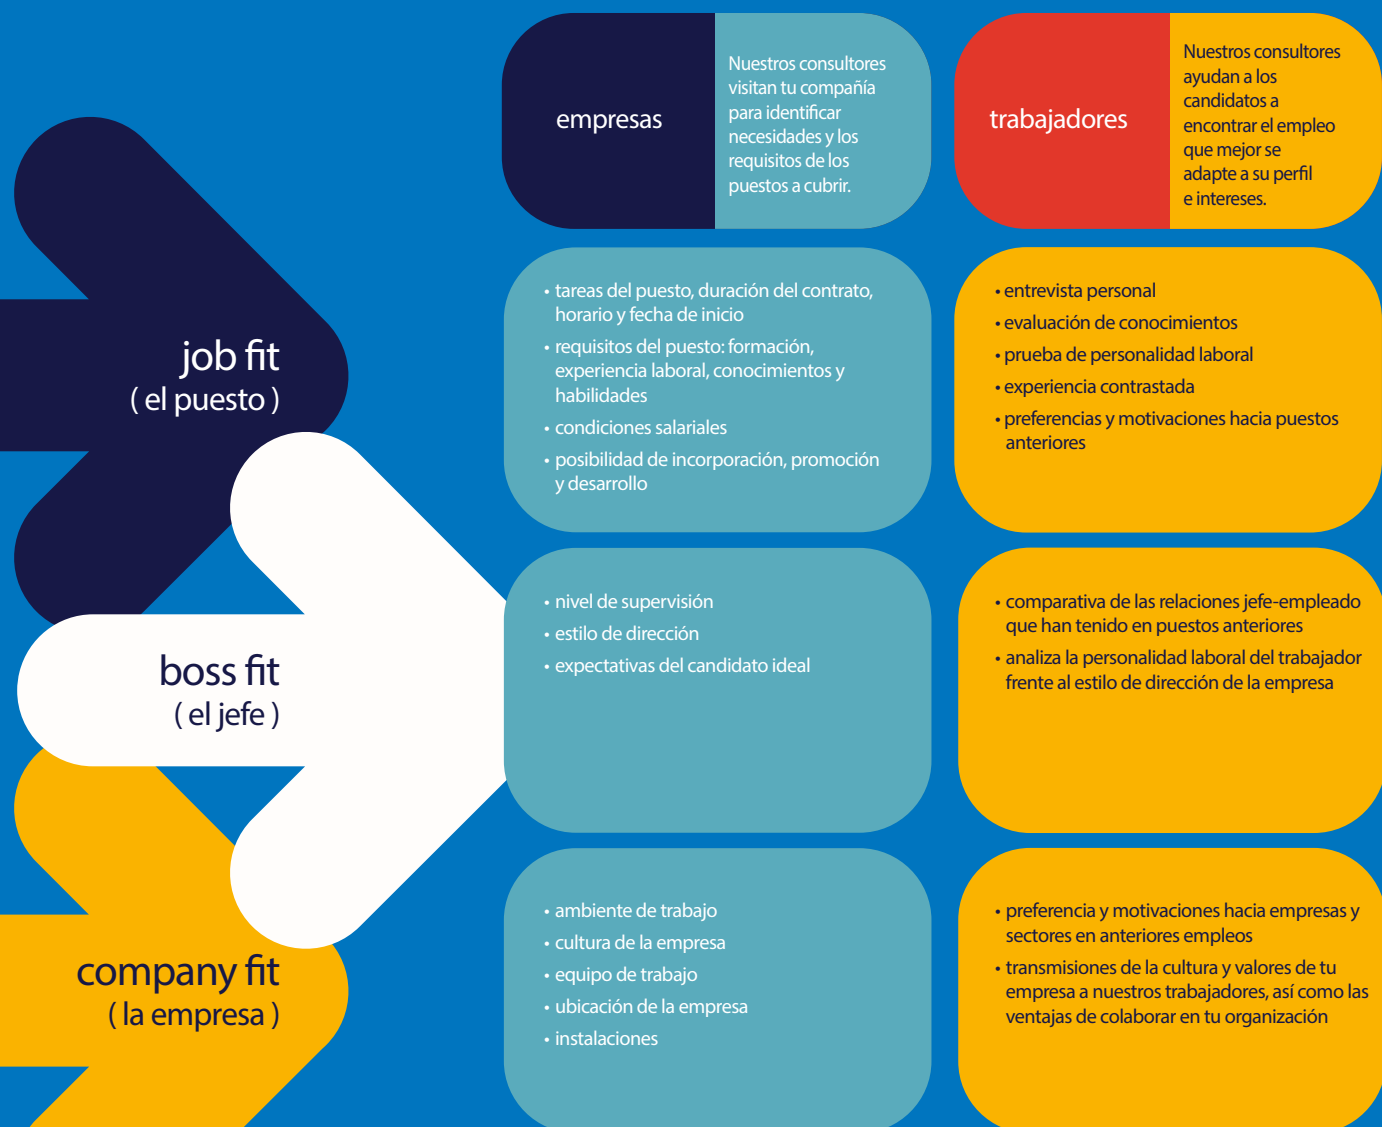 empresas
Nuestros consultores
visitan tu compañía
para identificar
necesidades y los
requisitos de los
puestos a cubrir.
trabajadores
Nuestros consultores
ayudan a los
candidatos a
encontrar el empleo
que mejor se
adapte a su perfil
e intereses.
job fit
( el puesto )
• tareas del puesto, duración del contrato,
horario y fecha de inicio
• requisitos del puesto: formación,
experiencia laboral, conocimientos y
habilidades
• condiciones salariales
• posibilidad de incorporación, promoción
y desarrollo
• entrevista personal
• evaluación de conocimientos
• prueba de personalidad laboral
• experiencia contrastada
• preferencias y motivaciones hacia puestos
anteriores
boss fit
( el jefe )
• nivel de supervisión
• estilo de dirección
• expectativas del candidato ideal
• comparativa de las relaciones jefe-empleado
que han tenido en puestos anteriores
• analiza la personalidad laboral del trabajador
frente al estilo de dirección de la empresa
company fit
( la empresa )
• ambiente de trabajo
• cultura de la empresa
• equipo de trabajo
• ubicación de la empresa
• instalaciones
• preferencia y motivaciones hacia empresas y
sectores en anteriores empleos
• transmisiones de la cultura y valores de tu
empresa a nuestros trabajadores, así como las
ventajas de colaborar en tu organización